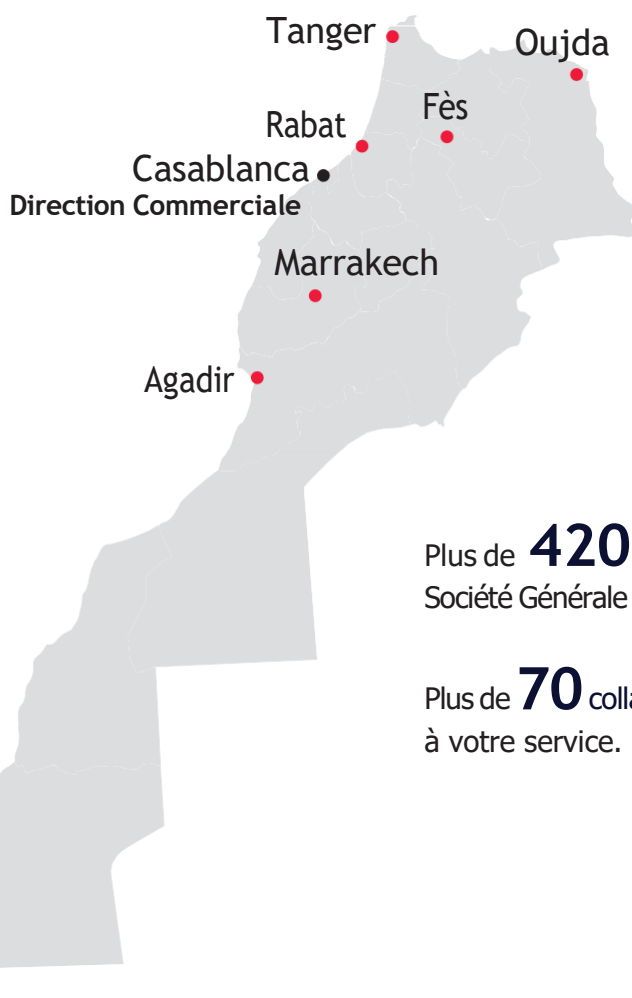 Tanger
Oujda
Fès
Rabat
Casablanca
Direction Commerciale
Marrakech
Agadir
Plus de 420
Société Générale
Plus de 70
à votre service.